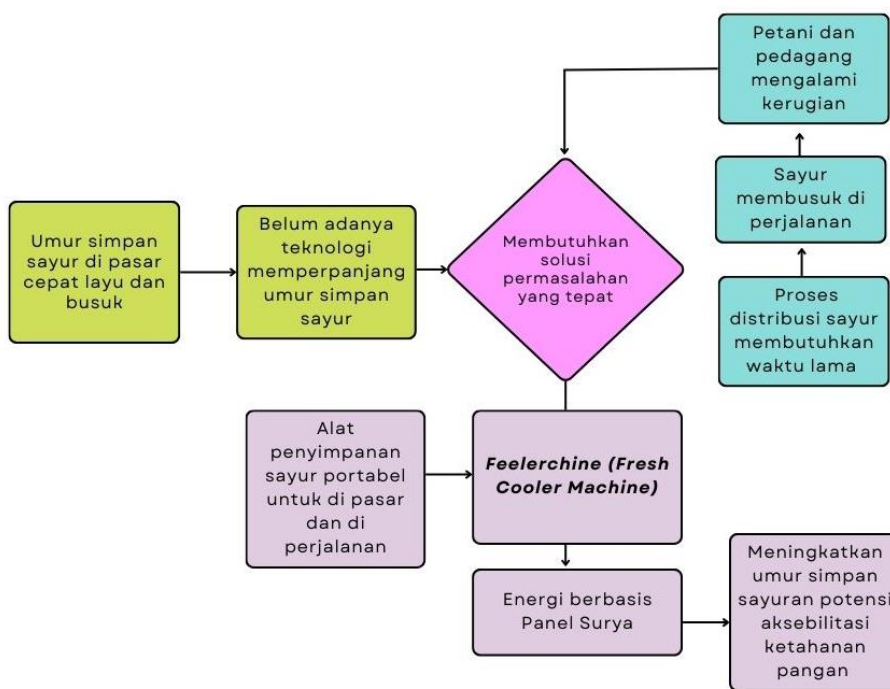 Petani dan
pedagang
mengalami
kerugian
Sayur
membusuk di
perjalanan
Proses
distribusi sayur
membutuhkan
waktu lama
Umur simpan
sayur di pasar
cepat layu dan
busuk
Belum adanya
teknologi
memperpanjang
umur simpan
sayur
Membutuhkan
solusi
permasalahan
yang tepat
Alat
penyimpanan
sayur portabel
untuk di pasar
dan di
perjalanan
Feelerchine (Fresh
Cooler Machine)
Energi berbasis
Panel Surya
Meningkatkan
umur simpan
sayuran potensi
aksebilitasi
ketahanan
pangan